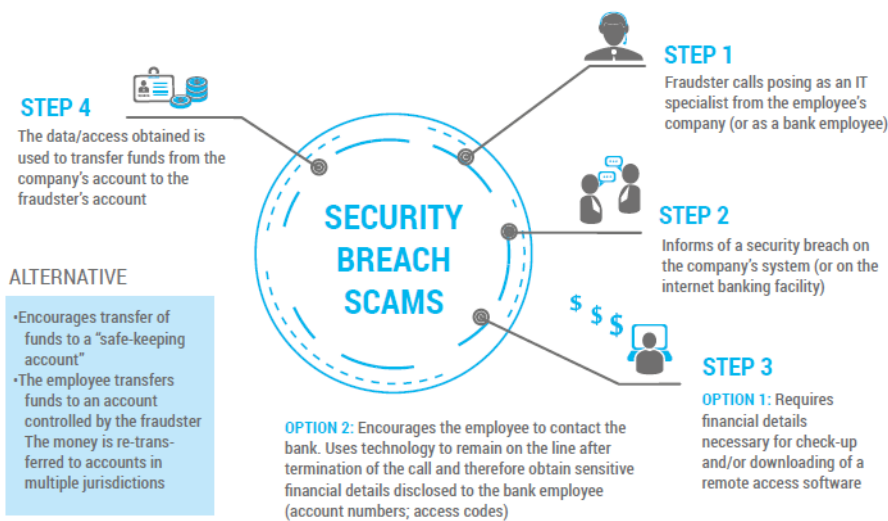 SECURITY
BREACH
SCAMS
STEP 1
Fraudster calls posing as an IT
specialist from the employee's
company (or as a bank employee)
STEP 2
Informs of a security breach on
the company's system (or on the
internet banking facility)
$ $ $
STEP 3
OPTION 1: Requires
financial details
necessary for check-up
and/or downloading of a
remote access software
OPTION 2: Encourages the employee to contact the
bank. Uses technology to remain on the line after
termination of the call and therefore obtain sensitive
financial details disclosed to the bank employee
(account numbers; access codes)
STEP 4
The data/access obtained is
used to transfer funds from the
company's account to the
fraudster's account
ALTERNATIVE
•Encourages transfer of
funds to a "safe-keeping
account"
•The employee transfers
funds to an account
controlled by the fraudster
The money is re-trans-
ferred to accounts in
multiple jurisdictions